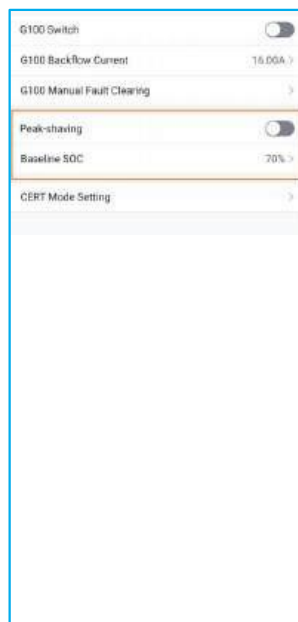 G100 Switch
G100 Backflow Current 16.00A >
G100 Manual Fault Clearing >
Peak-shaving
Baseline SOC 70% >
CERT Mode Setting >